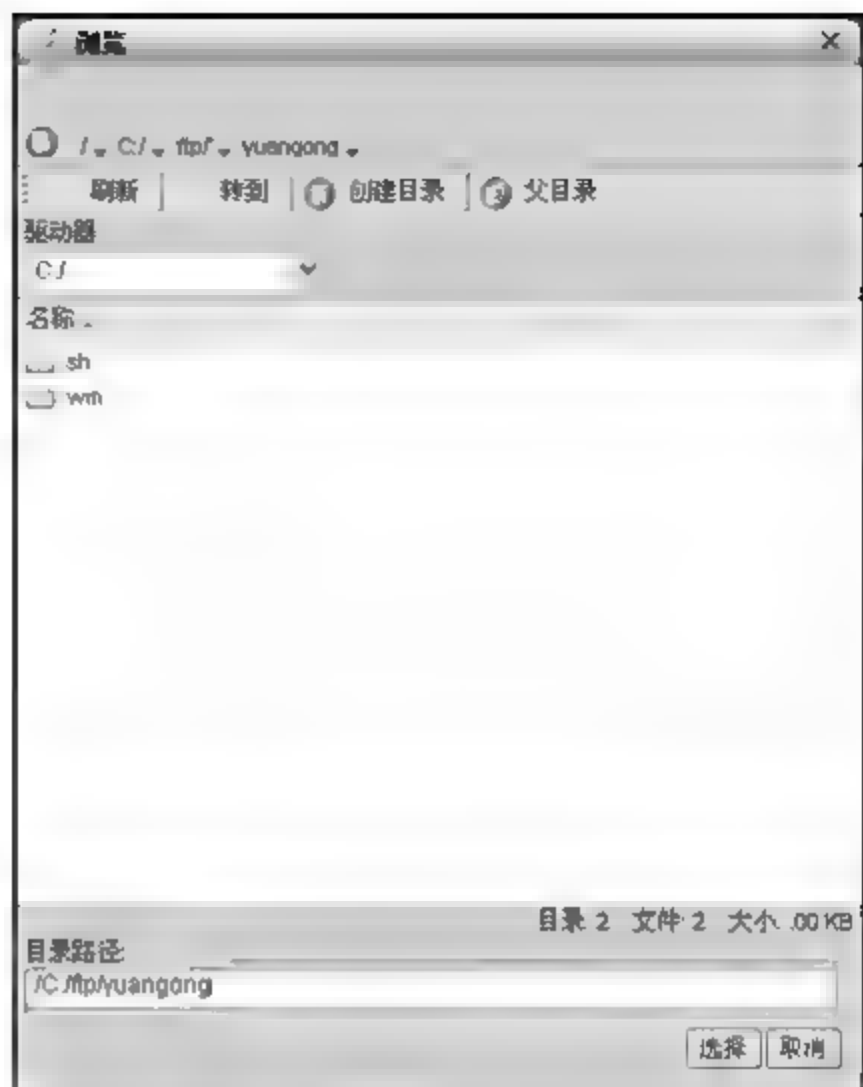 浏览
/ C:/ ftp/ yuangong
刷新 转到 创建目录 父目录
驱动器
C:/
名称
sh
wm
目录: 2 文件: 2 大小: .00 KB
目录路径:
/C:/ftp/yuangong
选择 取消